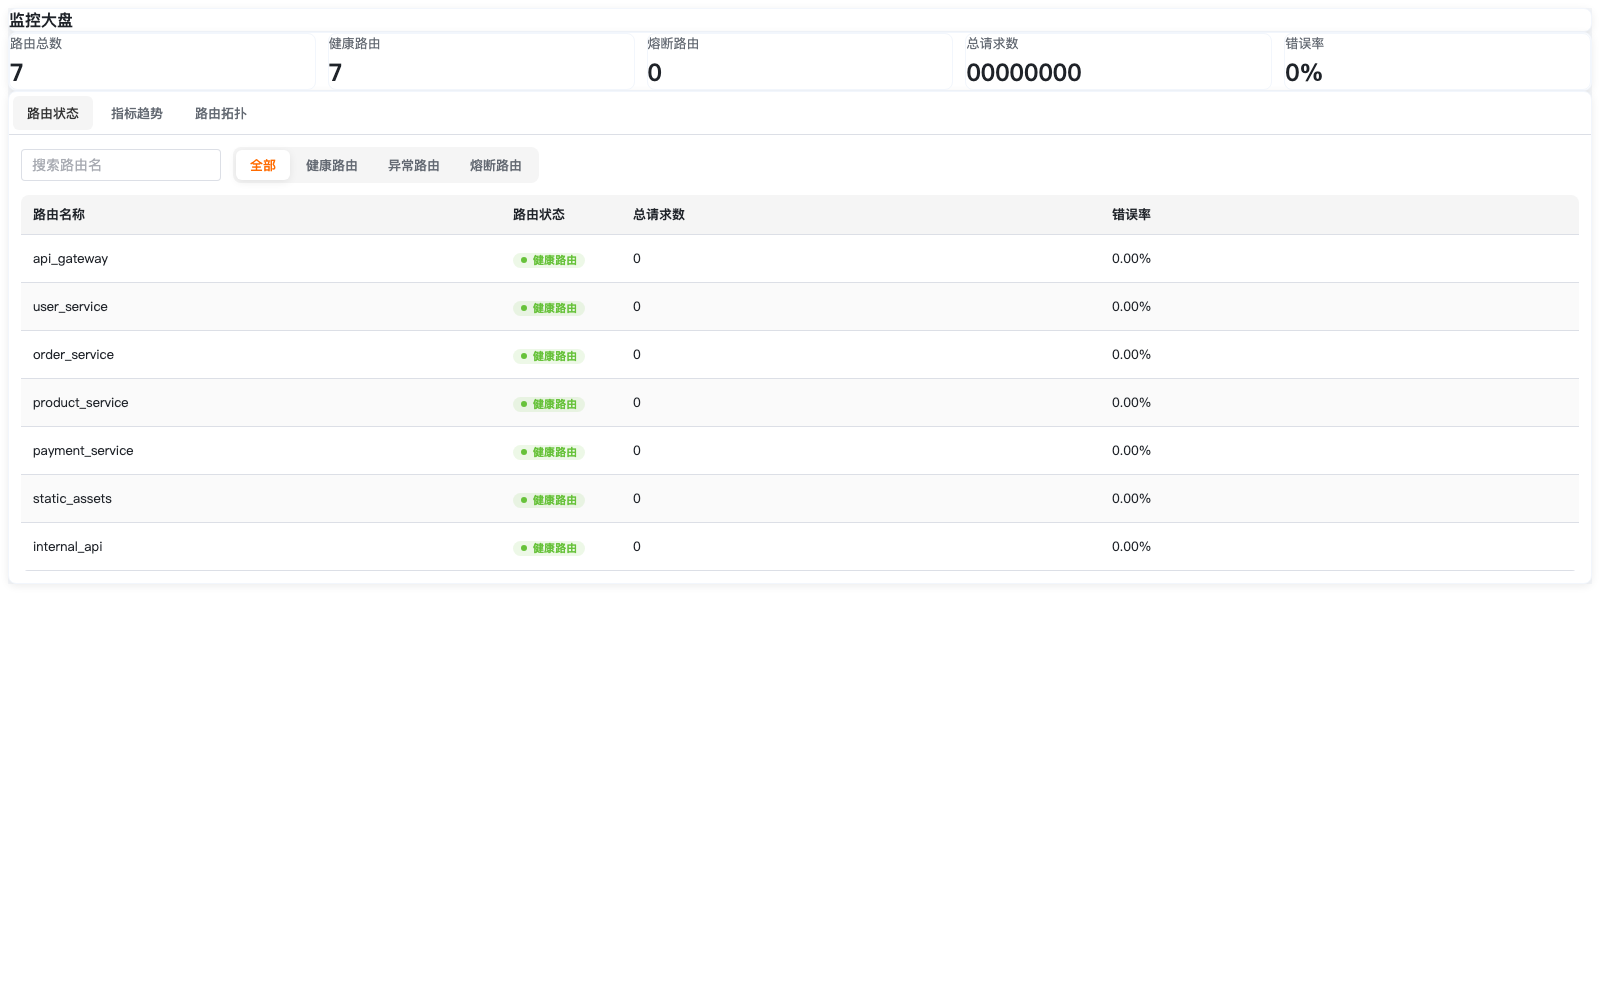 监控大盘
路由总数 健康路由 熔断路由 总请求数 错误率
7 7 0 00000000 0%
路由状态 指标趋势 路由拓扑
搜索路由名 全部 健康路由 异常路由 熔断路由
路由名称 路由状态 总请求数 错误率
api_gateway 健康路由 0 0.00%
user_service 健康路由 0 0.00%
order_service 健康路由 0 0.00%
product_service 健康路由 0 0.00%
payment_service 健康路由 0 0.00%
static_assets 健康路由 0 0.00%
internal_api 健康路由 0 0.00%